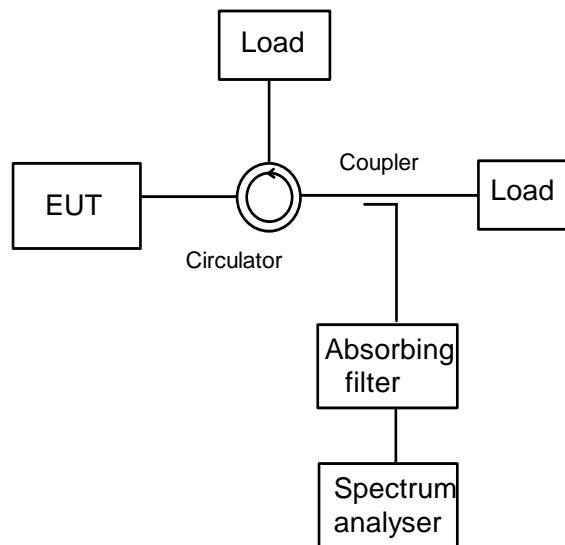 Load
Coupler
EUT
Load
Circulator
Absorbing
filter
Spectrum
analyser